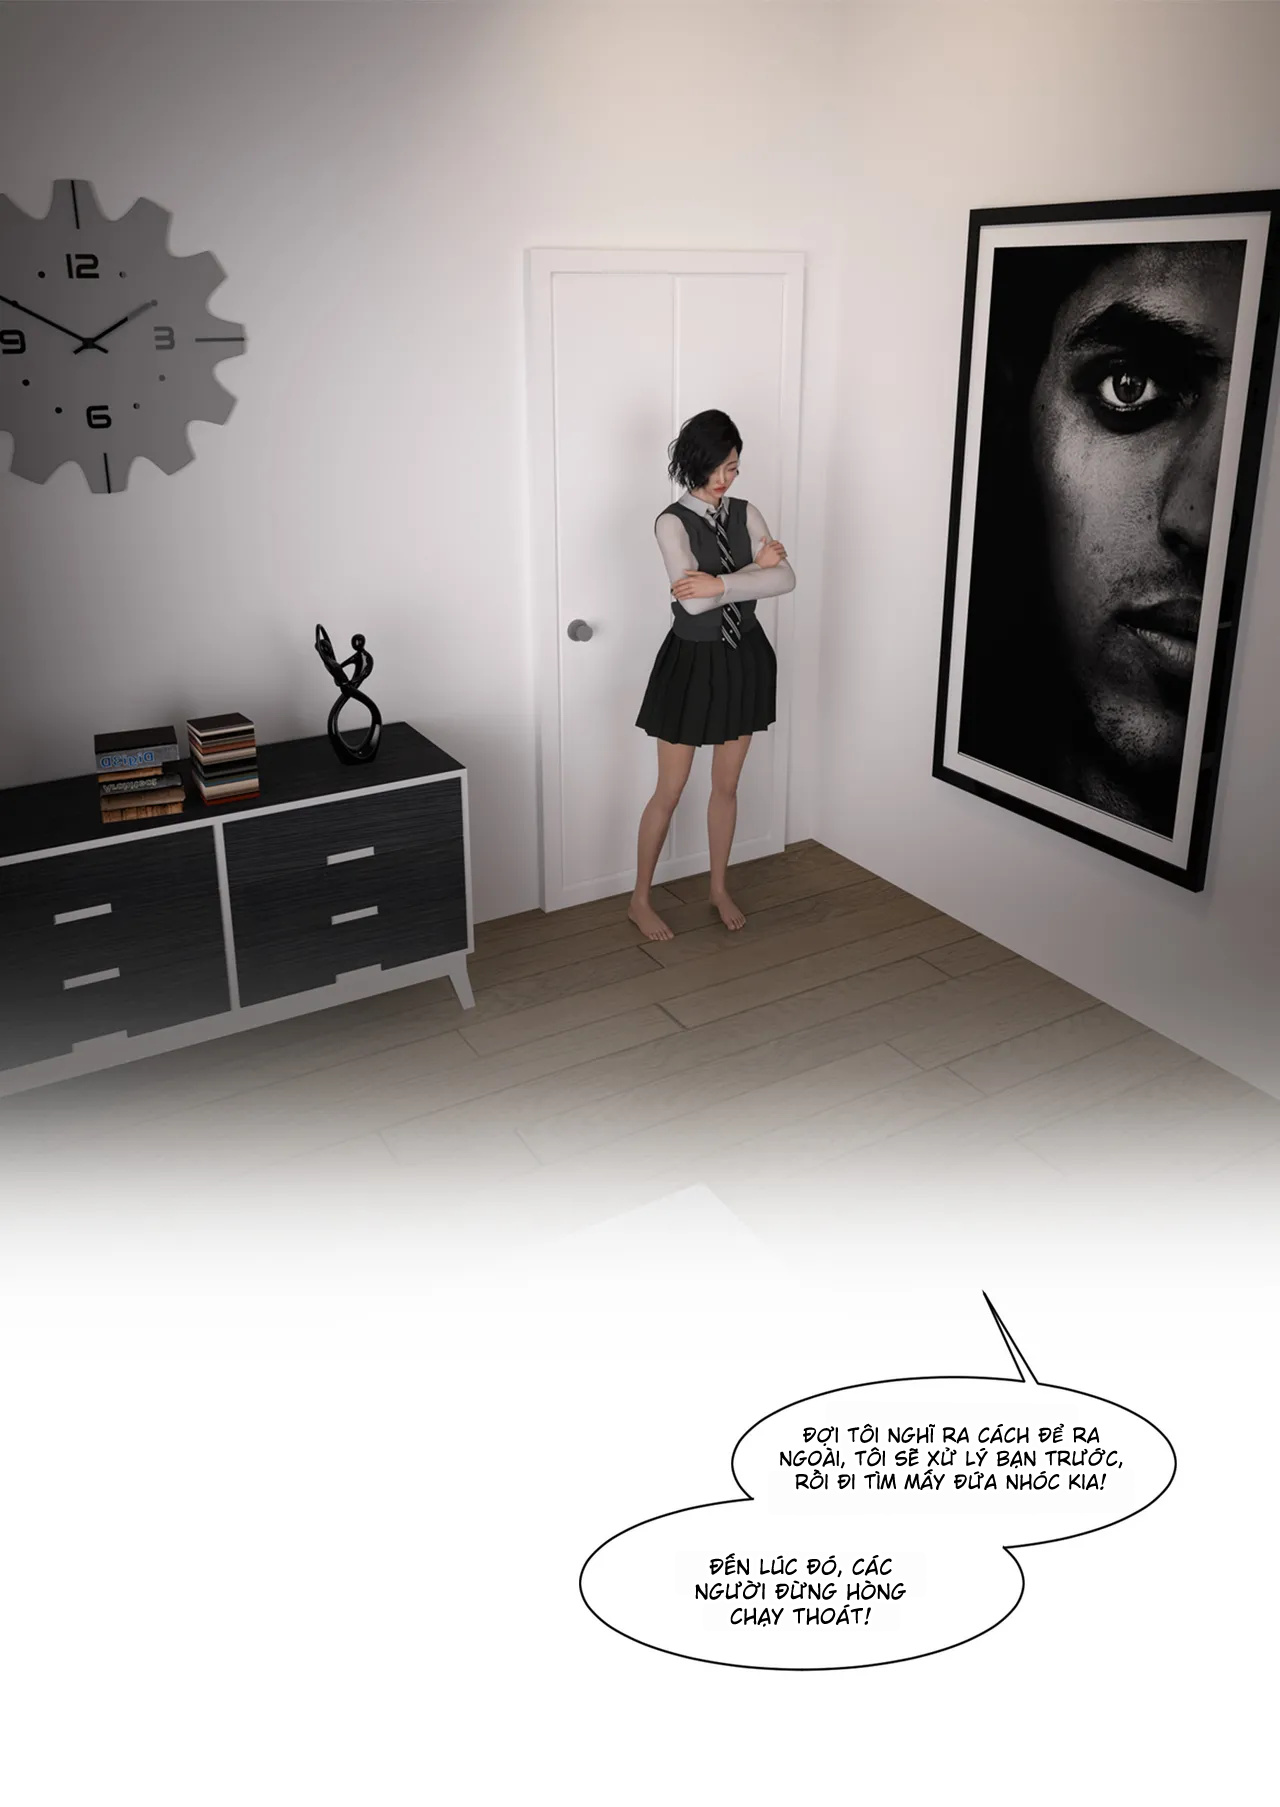 12
9
3
6
ĐỢI TÔI NGHĨ RA CÁCH ĐỂ RA
NGOÀI, TÔI SẼ XỬ LÝ BẠN TRƯỚC,
RỒI ĐI TÌM MẤY ĐỨA NHÓC KIA!
ĐẾN LÚC ĐÓ, CÁC
NGƯỜI ĐỪNG HÒNG
CHẠY THOÁT!